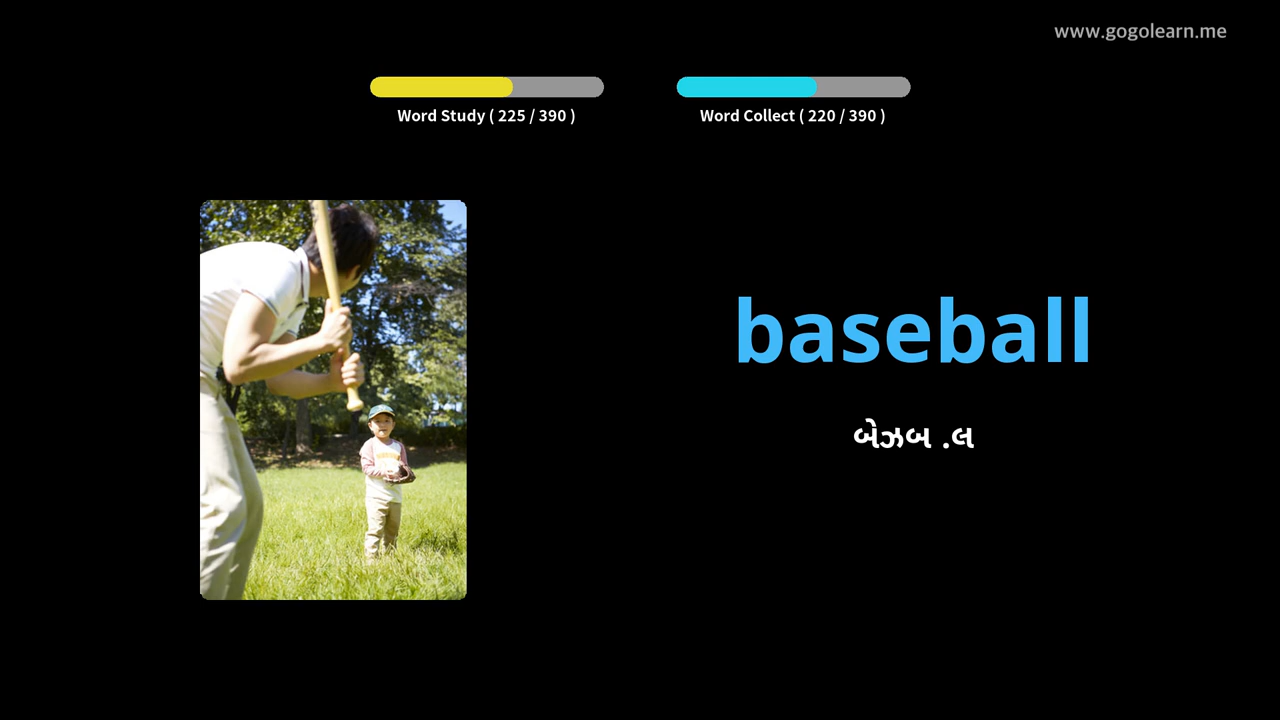 www.gogolearn.me
Word Study ( 225 / 390 )
Word Collect ( 220 / 390 )
baseball
બેઝબ .લ